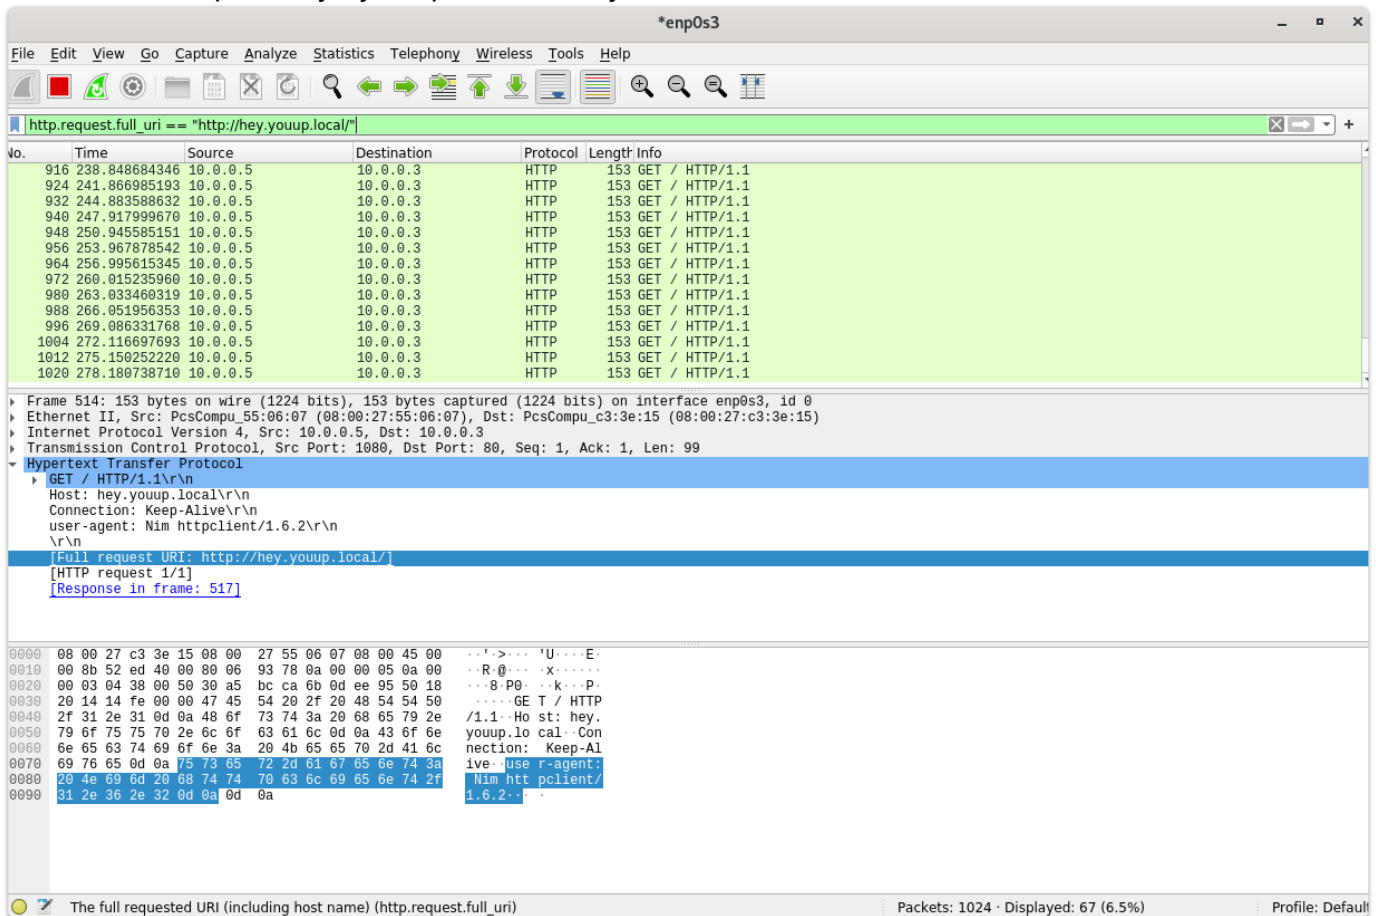 *enp0s3
File Edit View Go Capture Analyze Statistics Telephony Wireless Tools Help
http.request.full_uri == "http://hey.youup.local/"
No. Time Source Destination Protocol Length Info
916 238.848684346 10.0.0.5 10.0.0.3 HTTP 153 GET / HTTP/1.1
924 241.866985193 10.0.0.5 10.0.0.3 HTTP 153 GET / HTTP/1.1
932 244.883588632 10.0.0.5 10.0.0.3 HTTP 153 GET / HTTP/1.1
940 247.917999670 10.0.0.5 10.0.0.3 HTTP 153 GET / HTTP/1.1
948 250.945585151 10.0.0.5 10.0.0.3 HTTP 153 GET / HTTP/1.1
956 253.967878542 10.0.0.5 10.0.0.3 HTTP 153 GET / HTTP/1.1
964 256.995615345 10.0.0.5 10.0.0.3 HTTP 153 GET / HTTP/1.1
972 260.015235960 10.0.0.5 10.0.0.3 HTTP 153 GET / HTTP/1.1
980 263.033460319 10.0.0.5 10.0.0.3 HTTP 153 GET / HTTP/1.1
988 266.051956353 10.0.0.5 10.0.0.3 HTTP 153 GET / HTTP/1.1
996 269.086331768 10.0.0.5 10.0.0.3 HTTP 153 GET / HTTP/1.1
1004 272.116697693 10.0.0.5 10.0.0.3 HTTP 153 GET / HTTP/1.1
1012 275.150252220 10.0.0.5 10.0.0.3 HTTP 153 GET / HTTP/1.1
1020 278.180738710 10.0.0.5 10.0.0.3 HTTP 153 GET / HTTP/1.1
Frame 514: 153 bytes on wire (1224 bits), 153 bytes captured (1224 bits) on interface enp0s3, id 0
Ethernet II, Src: PcsCompu_55:06:07 (08:00:27:55:06:07), Dst: PcsCompu_c3:3e:15 (08:00:27:c3:3e:15)
Internet Protocol Version 4, Src: 10.0.0.5, Dst: 10.0.0.3
Transmission Control Protocol, Src Port: 1080, Dst Port: 80, Seq: 1, Ack: 1, Len: 99
Hypertext Transfer Protocol
GET / HTTP/1.1\r\n
Host: hey.youup.local\r\n
Connection: Keep-Alive\r\n
user-agent: Nim httpclient/1.6.2\r\n
\r\n
[Full request URI: http://hey.youup.local/]
[HTTP request 1/1]
[Response in frame: 517]
0000 08 00 27 c3 3e 15 08 00 27 55 06 07 08 00 45 00 ··'·>··· 'U····E·
0010 00 8b 52 ed 40 00 80 06 93 78 0a 00 00 05 0a 00 ··R·@··· ·x······
0020 00 03 04 38 00 50 30 a5 bc ca 6b 0d ee 95 50 18 ···8·P0· ··k···P·
0030 20 14 14 fe 00 00 47 45 54 20 2f 20 48 54 54 50 ·····GE T / HTTP
0040 2f 31 2e 31 0d 0a 48 6f 73 74 3a 20 68 65 79 2e /1.1··Ho st: hey.
0050 79 6f 75 75 70 2e 6c 6f 63 61 6c 0d 0a 43 6f 6e youup.lo cal··Con
0060 6e 65 63 74 69 6f 6e 3a 20 4b 65 65 70 2d 41 6c nection: Keep-Al
0070 69 76 65 0d 0a 75 73 65 72 2d 61 67 65 6e 74 3a ive··use r-agent:
0080 20 4e 69 6d 20 68 74 74 70 63 6c 69 65 6e 74 2f Nim htt pclient/
0090 31 2e 36 2e 32 0d 0a 0d 0a 1.6.2··· ·
The full requested URI (including host name) (http.request.full_uri) Packets: 1024 · Displayed: 67 (6.5%) Profile: Default